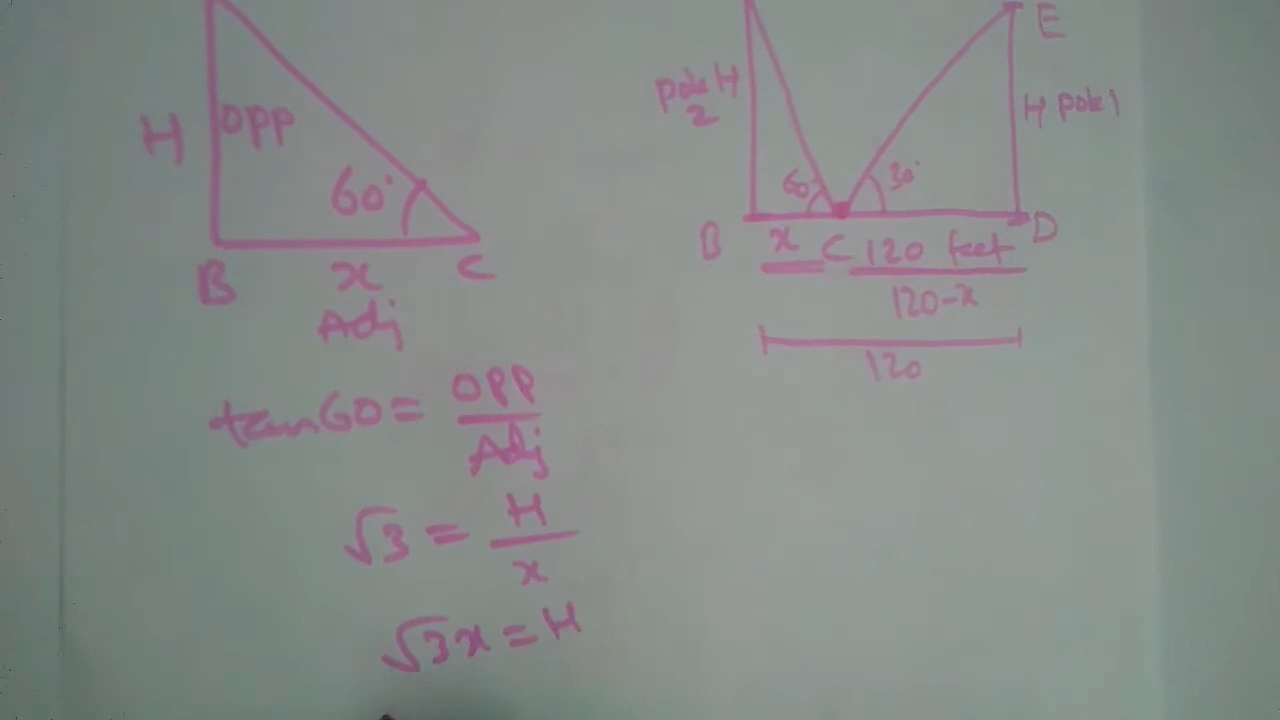 H
opp
60°
B
x
C
Adj
tan60 = opp
Adj
√3 = H
x
√3x = H
E
pole H
2
H pole 1
60°
30°
B
x
C
120 feet
D
120-x
120